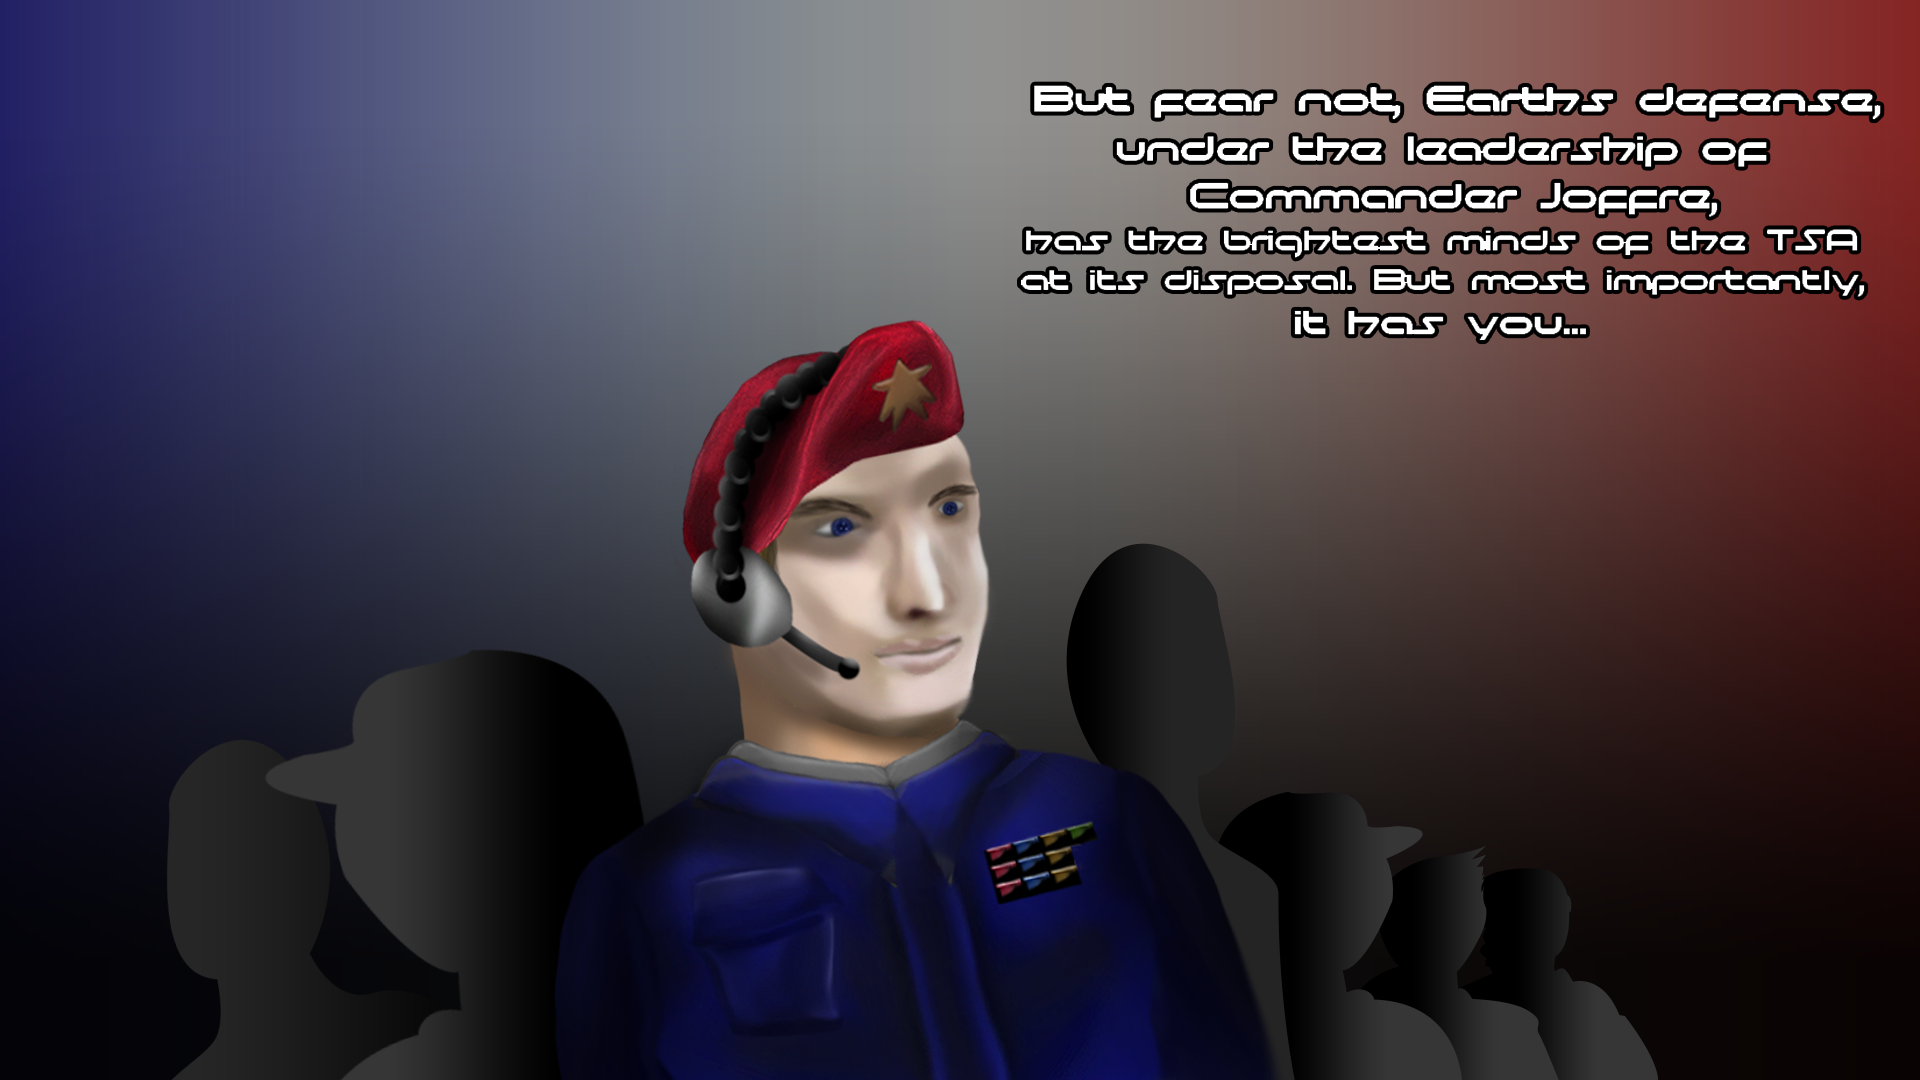 But fear not, Earths defense,
under the leadership of
Commander Joffre,
has the brightest minds of the TSA
at its disposal. But most importantly,
it has you...